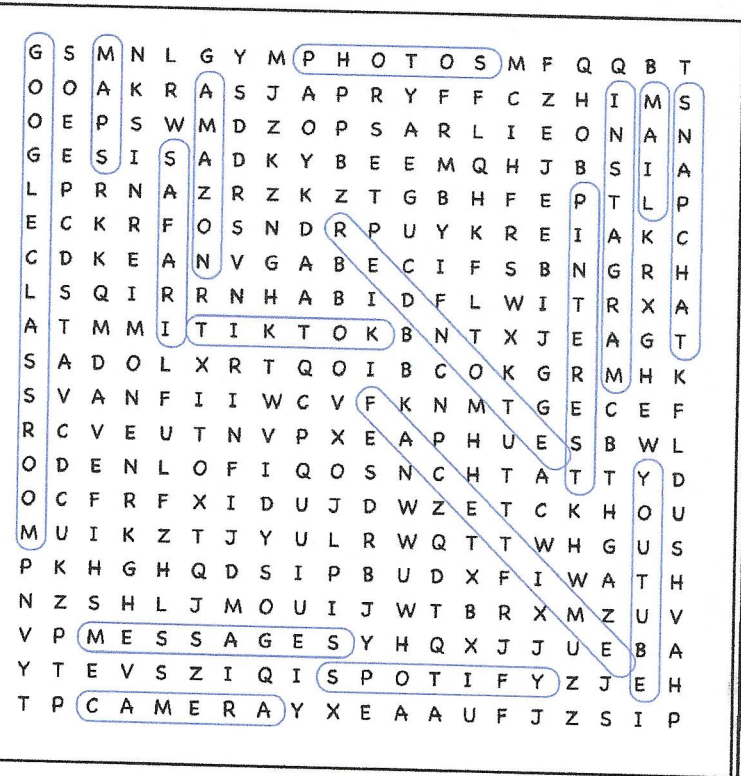 G S M N L G Y M P H O T O S M F Q Q B T
O O A K R A S J A P R Y F F C Z H I M S
O E P S W M D Z O P S A R L I E O N A N
G E S I S A D K Y B E E M Q H J B S I A
L P R N A Z R Z K Z T G B H F E P T L P
E C K R F O S N D R P U Y K R E I A K C
C D K E A N V G A B E C I F S B N G R H
L S Q I R R N H A B I D F L W I T R X A
A T M M I T I K T O K B N T X J E A G T
S A D O L X R T Q O I B C O K G R M H K
S V A N F I I W C V F K N M T G E C E F
R C V E U T N V P X E A P H U E S B W L
O D E N L O F I Q O S N C H T A T T Y D
O C F R F X I D U J D W Z E T C K H O U
M U I K Z T J Y U L R W Q T T W H G U S
P K H G H Q D S I P B U D X F I W A T H
N Z S H L J M O U I J W T B R X M Z U V
V P M E S S A G E S Y H Q X J J U E B A
Y T E V S Z I Q I S P O T I F Y Z J E H
T P C A M E R A Y X E A A U F J Z S I P